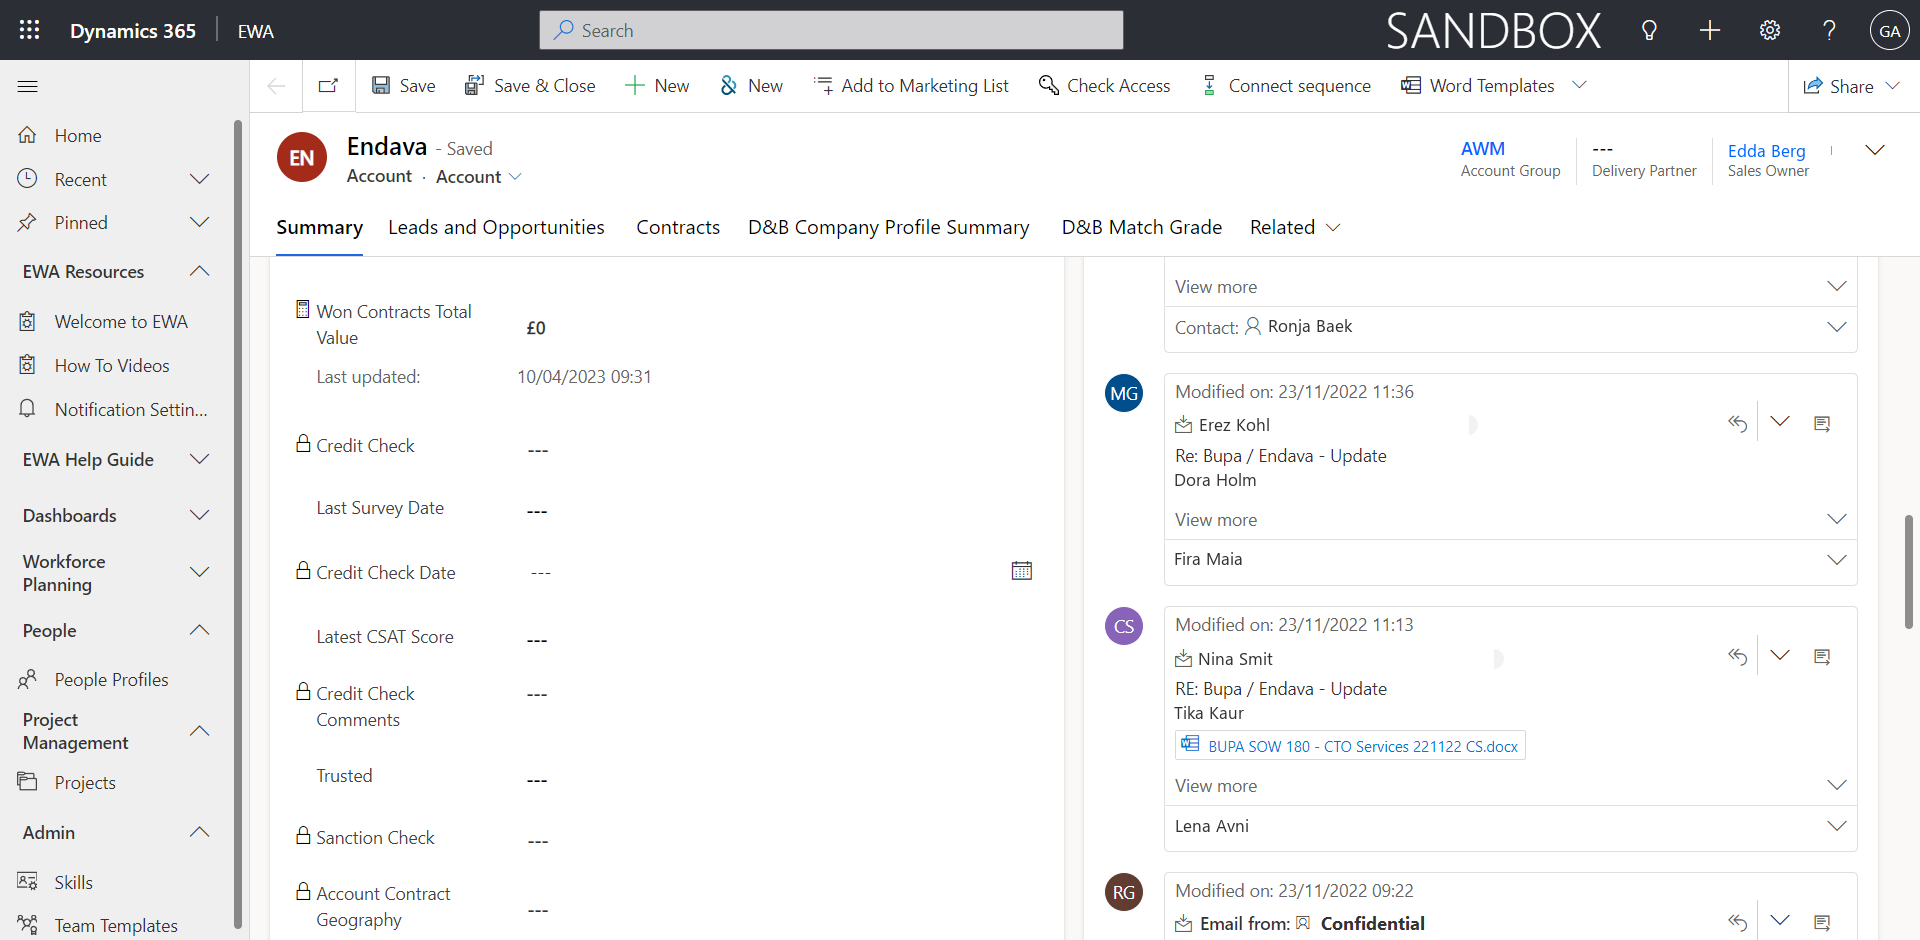 Dynamics 365
EWA
Search
SANDBOX
GA
Save
Save & Close
New
New
Add to Marketing List
Check Access
Connect sequence
Word Templates
Share
Home
Recent
Pinned
EWA Resources
Welcome to EWA
How To Videos
Notification Settin...
EWA Help Guide
Dashboards
Workforce
Planning
People
People Profiles
Project
Management
Projects
Admin
Skills
Team Templates
EN
Endava - Saved
Account · Account
AWM
Account Group
---
Delivery Partner
Edda Berg
Sales Owner
Summary
Leads and Opportunities
Contracts
D&B Company Profile Summary
D&B Match Grade
Related
Won Contracts Total
Value
£0
Last updated:
10/04/2023 09:31
Credit Check
---
Last Survey Date
---
Credit Check Date
---
Latest CSAT Score
---
Credit Check
Comments
---
Trusted
---
Sanction Check
---
Account Contract
Geography
---
View more
Contact: Ronja Baek
MG
Modified on: 23/11/2022 11:36
Erez Kohl
Re: Bupa / Endava - Update
Dora Holm
View more
Fira Maia
CS
Modified on: 23/11/2022 11:13
Nina Smit
RE: Bupa / Endava - Update
Tika Kaur
BUPA SOW 180 - CTO Services 221122 CS.docx
View more
Lena Avni
RG
Modified on: 23/11/2022 09:22
Email from: Confidential